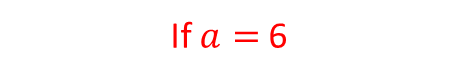 If 𝑎 = 6